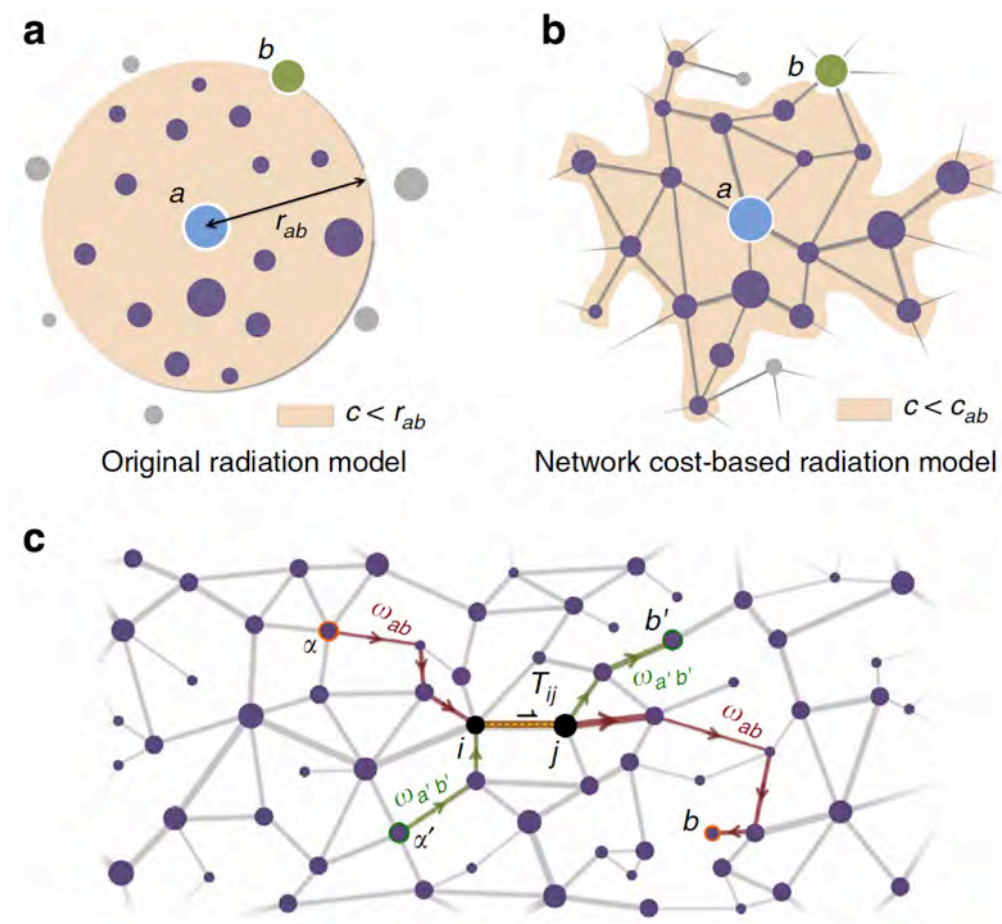 a
b
b
b
a
a
r_ab
c < r_ab
c < c_ab
Original radiation model
Network cost-based radiation model
c
ω_ab
b'
α
ω_a'b'
T_ij
ω_ab
i
j
ω_a'b'
b
α'